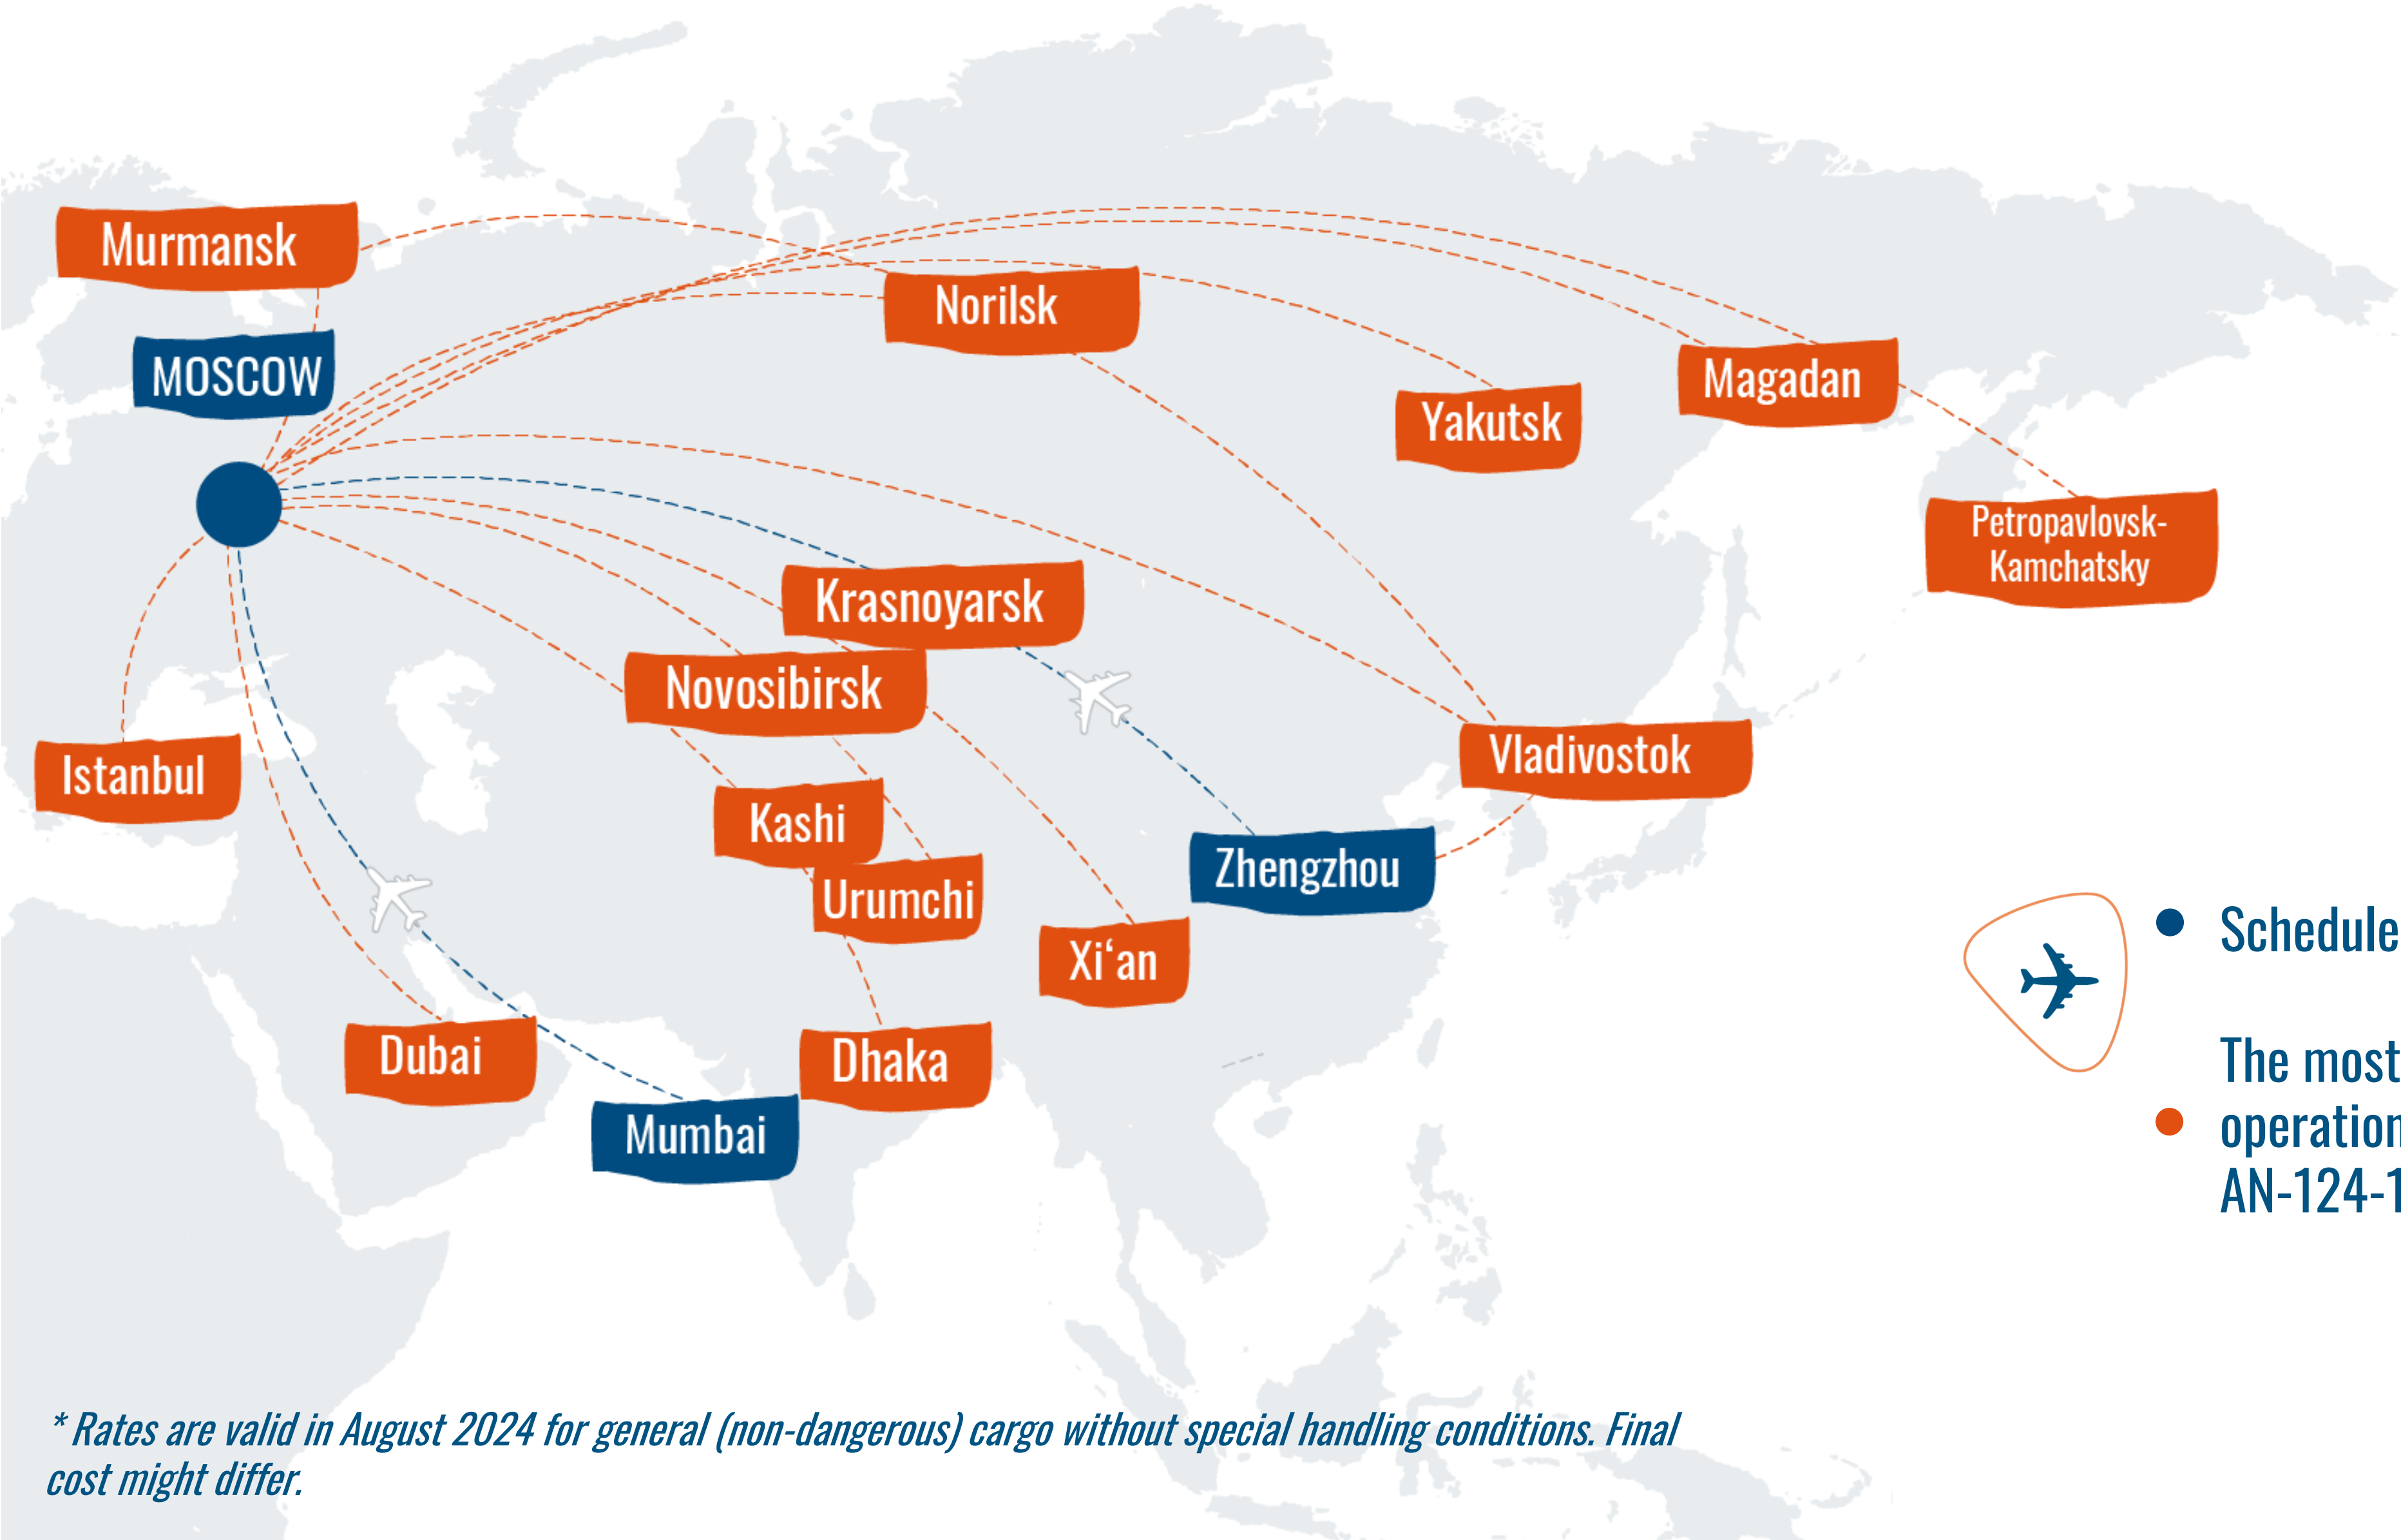 Murmansk
MOSCOW
Norilsk
Magadan
Yakutsk
Petropavlovsk-
Kamchatsky
Krasnoyarsk
Novosibirsk
Istanbul
Vladivostok
Kashi
Zhengzhou
Urumchi
Xi‘an
Dubai
Dhaka
Mumbai
Schedule
The most
operation
AN-124-1
* Rates are valid in August 2024 for general (non-dangerous) cargo without special handling conditions. Final
cost might differ.